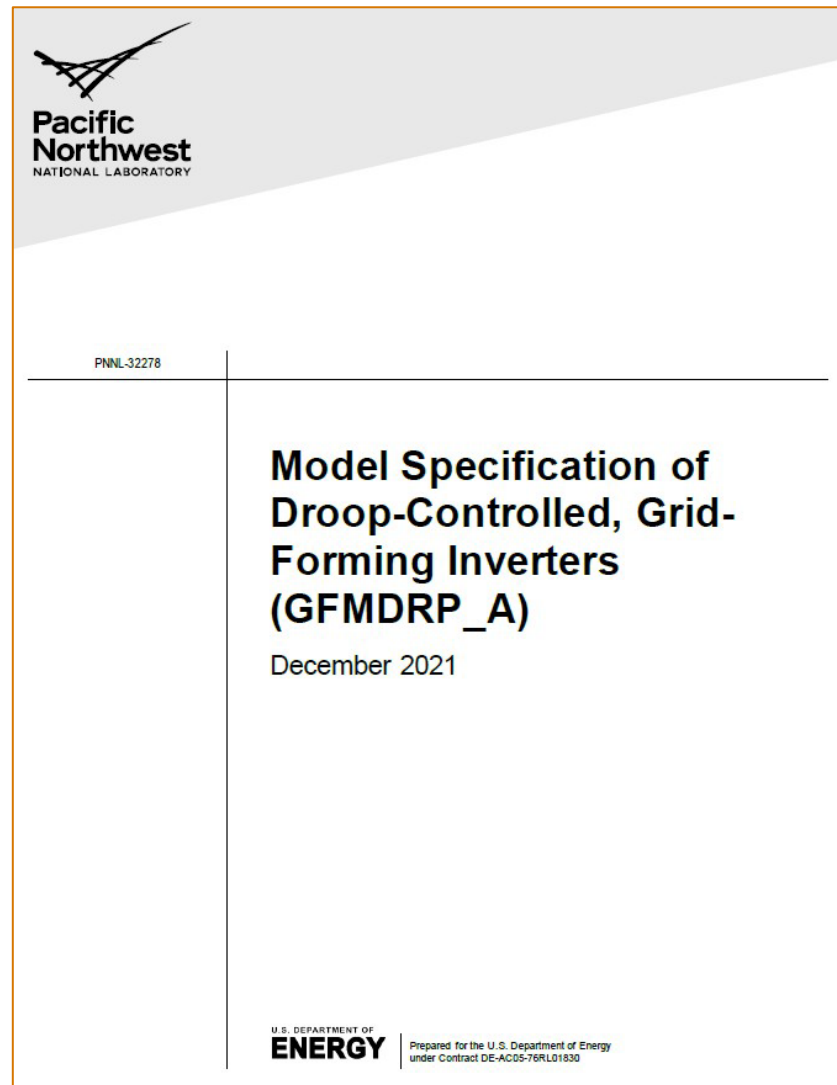 Pacific
Northwest
NATIONAL LABORATORY
PNNL-32278
Model Specification of
Droop-Controlled, Grid-
Forming Inverters
(GFMDRP_A)
December 2021
U.S. DEPARTMENT OF
ENERGY
Prepared for the U.S. Department of Energy
under Contract DE-AC05-76RL01830